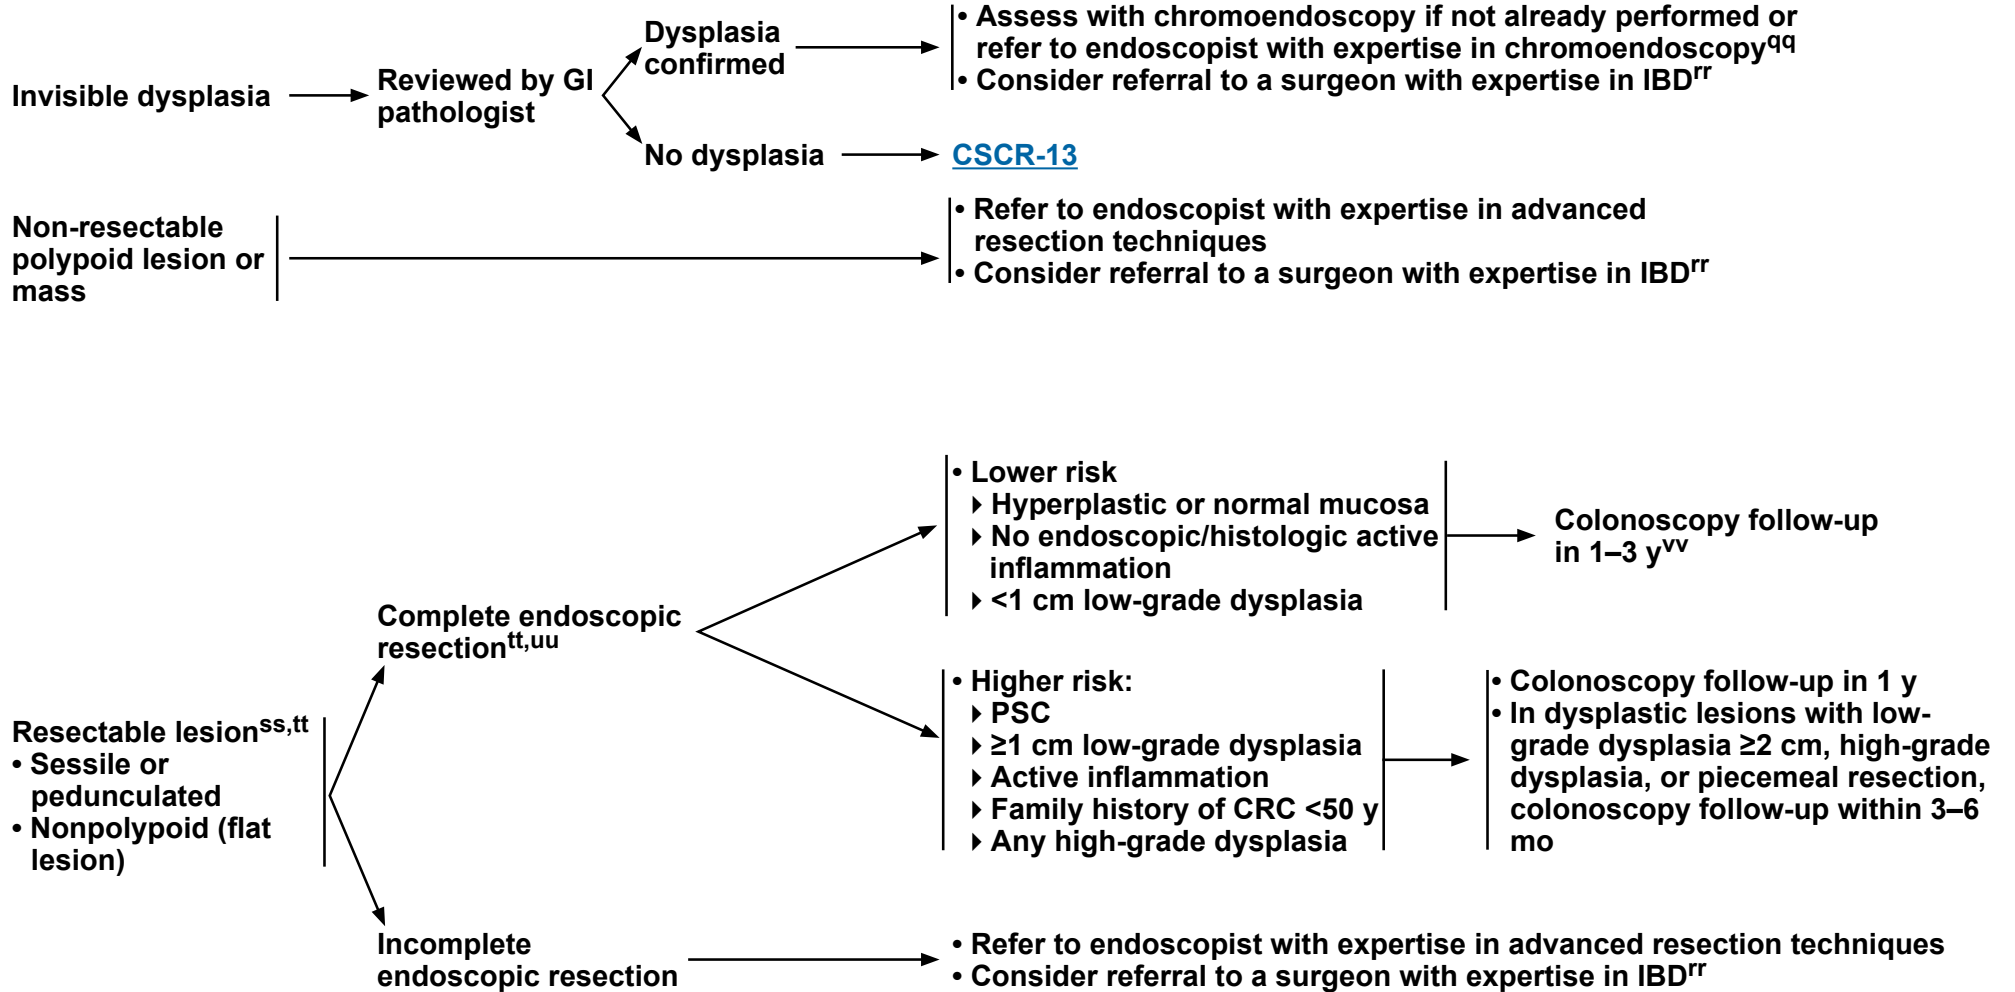 Invisible dysplasia
Reviewed by GI
pathologist
Dysplasia
confirmed
• Assess with chromoendoscopy if not already performed or
refer to endoscopist with expertise in chromoendoscopyqq
• Consider referral to a surgeon with expertise in IBDrr
No dysplasia
CSCR-13
Non-resectable
polypoid lesion or
mass
• Refer to endoscopist with expertise in advanced
resection techniques
• Consider referral to a surgeon with expertise in IBDrr
Resectable lesionss,tt
• Sessile or
pedunculated
• Nonpolypoid (flat
lesion)
Complete endoscopic
resectiontt,uu
• Lower risk
Hyperplastic or normal mucosa
No endoscopic/histologic active
inflammation
<1 cm low-grade dysplasia
Colonoscopy follow-up
in 1–3 yvv
• Higher risk:
PSC
≥1 cm low-grade dysplasia
Active inflammation
Family history of CRC <50 y
Any high-grade dysplasia
• Colonoscopy follow-up in 1 y
• In dysplastic lesions with low-
grade dysplasia ≥2 cm, high-grade
dysplasia, or piecemeal resection,
colonoscopy follow-up within 3–6
mo
Incomplete
endoscopic resection
• Refer to endoscopist with expertise in advanced resection techniques
• Consider referral to a surgeon with expertise in IBDrr